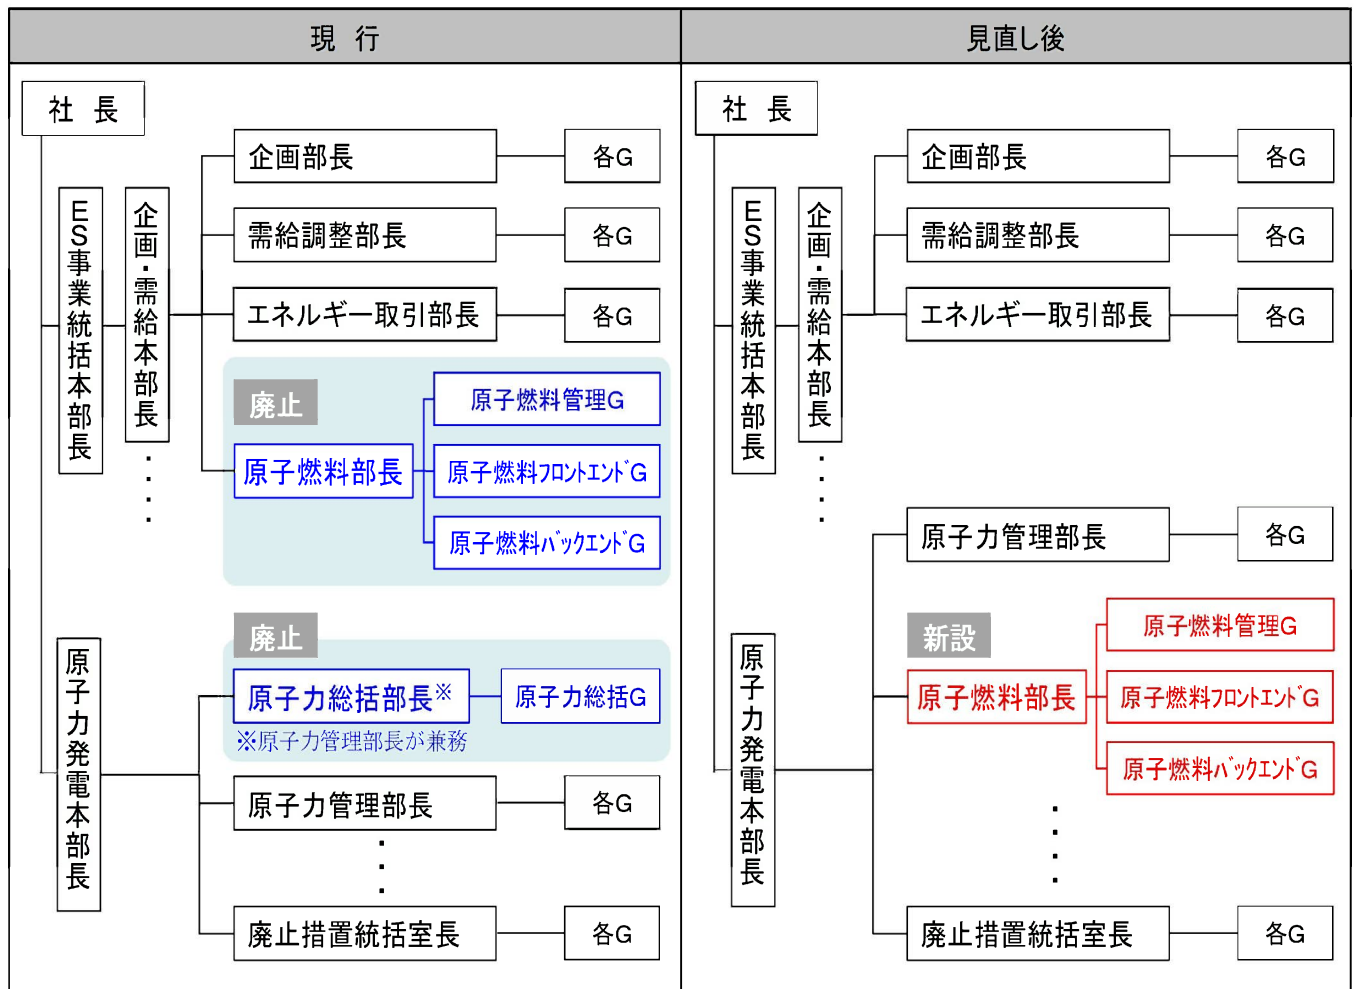 現 行
社 長
企画部長
各G
ES事業統括本部長
企画・需給本部長
需給調整部長
各G
エネルギー取引部長
各G
廃止
原子燃料管理G
原子燃料部長
原子燃料ﾌﾛﾝﾄｴﾝﾄﾞG
原子燃料ﾊﾞｯｸｴﾝﾄﾞG
廃止
原子力発電本部長
原子力総括部長※
原子力総括G
※原子力管理部長が兼務
原子力管理部長
各G
廃止措置統括室長
各G
見直し後
社 長
企画部長
各G
ES事業統括本部長
企画・需給本部長
需給調整部長
各G
エネルギー取引部長
各G
原子力管理部長
各G
新設
原子燃料管理G
原子力発電本部長
原子燃料部長
原子燃料ﾌﾛﾝﾄｴﾝﾄﾞG
原子燃料ﾊﾞｯｸｴﾝﾄﾞG
廃止措置統括室長
各G